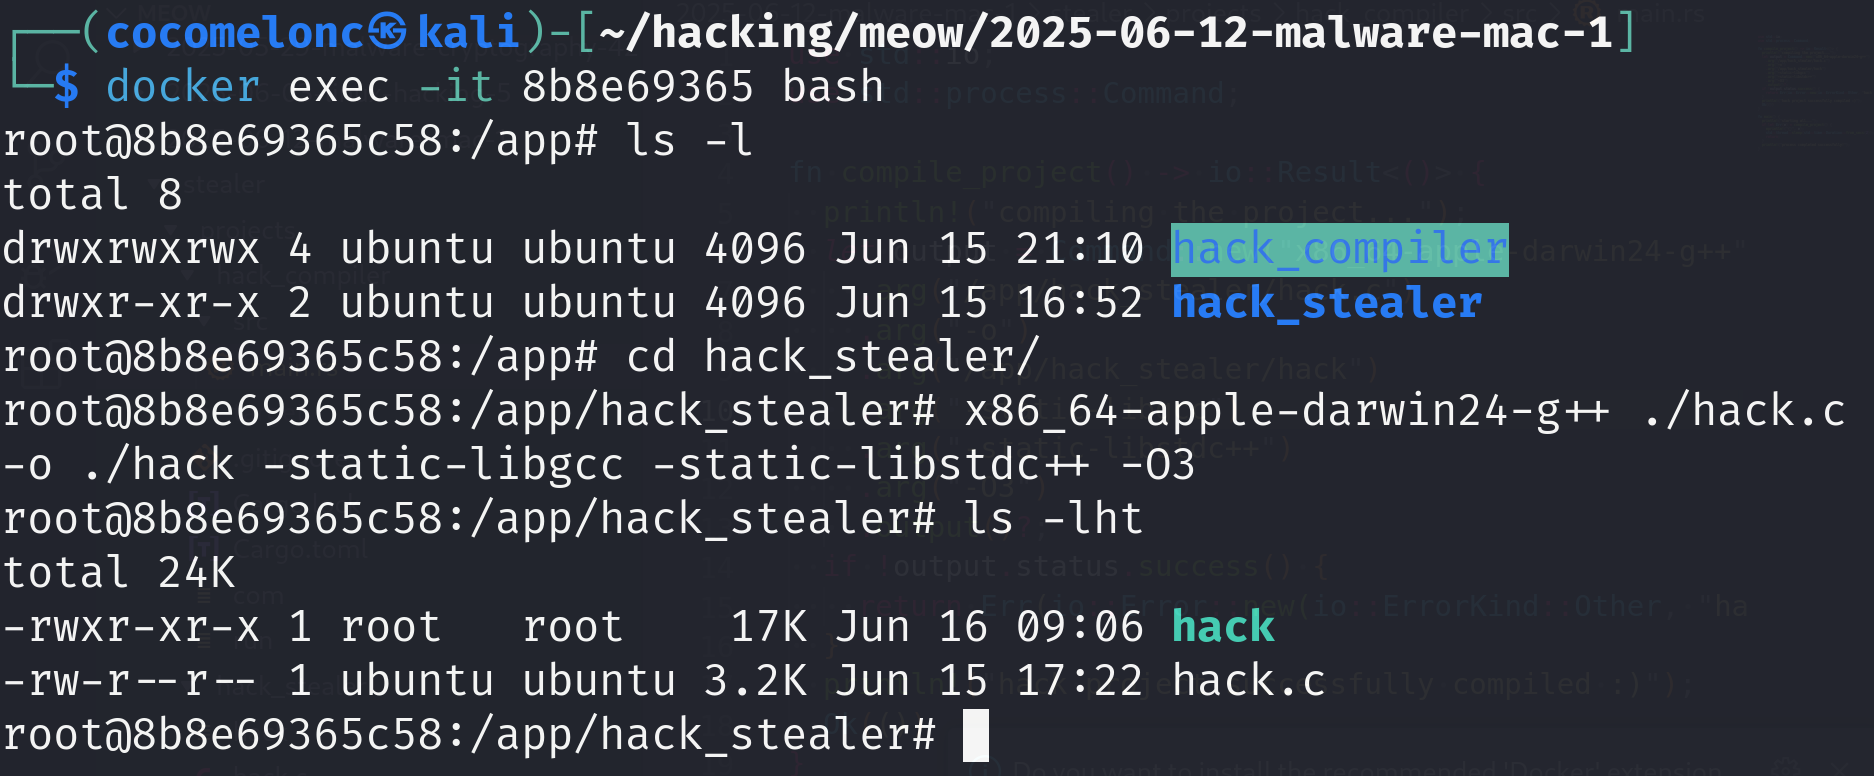 ┌──(cocomelonc㉿kali)-[~/hacking/meow/2025-06-12-malware-mac-1]
└─$ docker exec -it 8b8e69365 bash
root@8b8e69365c58:/app# ls -l
total 8
drwxrwxrwx 4 ubuntu ubuntu 4096 Jun 15 21:10 hack_compiler
drwxr-xr-x 2 ubuntu ubuntu 4096 Jun 15 16:52 hack_stealer
root@8b8e69365c58:/app# cd hack_stealer/
root@8b8e69365c58:/app/hack_stealer# x86_64-apple-darwin24-g++ ./hack.c
-o ./hack -static-libgcc -static-libstdc++ -O3
root@8b8e69365c58:/app/hack_stealer# ls -lht
total 24K
-rwxr-xr-x 1 root   root    17K Jun 16 09:06 hack
-rw-r--r-- 1 ubuntu ubuntu 3.2K Jun 15 17:22 hack.c
root@8b8e69365c58:/app/hack_stealer#